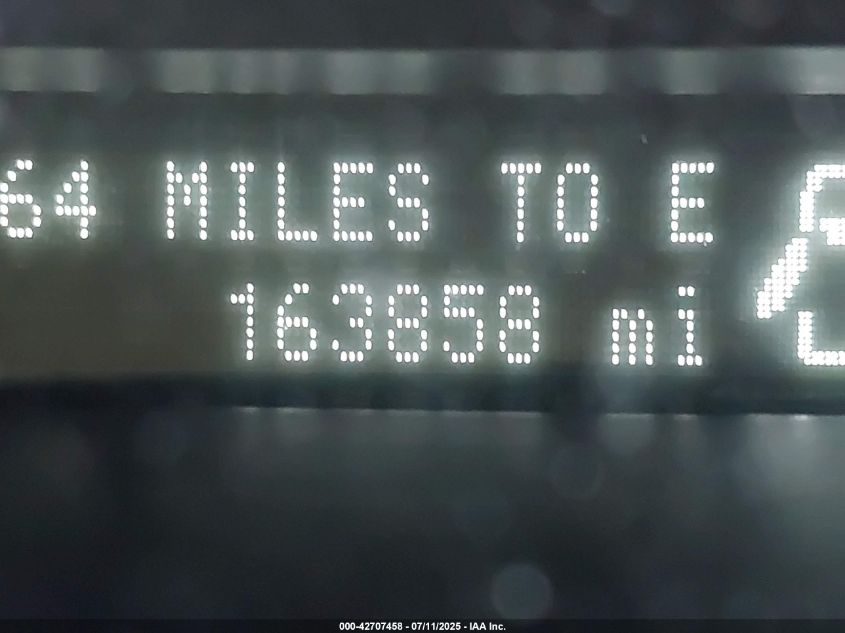 64 MILES TO E
163858 mi
000-42707458 - 07/11/2025 - IAA Inc.